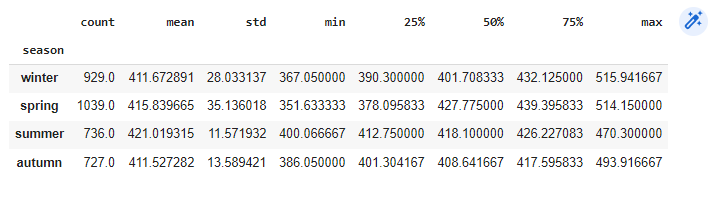 count mean std min 25% 50% 75% max
season
winter 929.0 411.672891 28.033137 367.050000 390.300000 401.708333 432.125000 515.941667
spring 1039.0 415.839665 35.136018 351.633333 378.095833 427.775000 439.395833 514.150000
summer 736.0 421.019315 11.571932 400.066667 412.750000 418.100000 426.227083 470.300000
autumn 727.0 411.527282 13.589421 386.050000 401.304167 408.641667 417.595833 493.916667